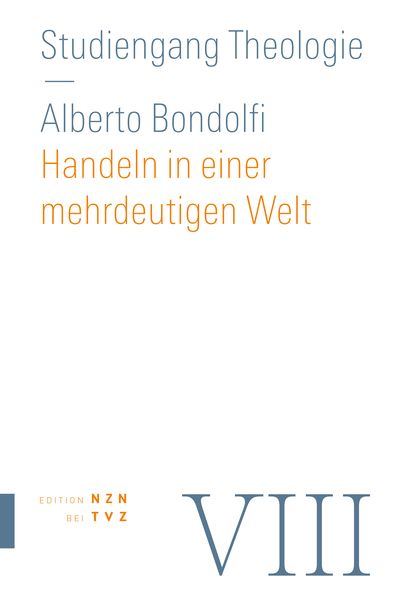 Studiengang Theologie
Alberto Bondolfi
Handeln in einer
mehrdeutigen Welt
EDITION NZN
BEI TVZ
VIII